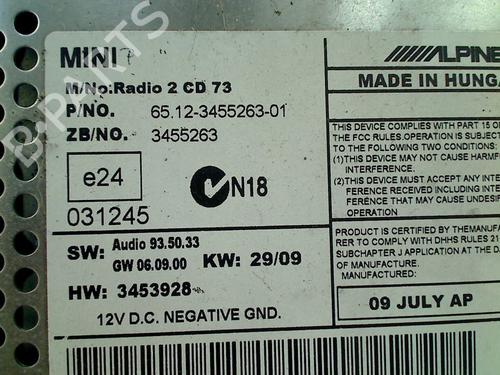 MINI
M/No:Radio 2 CD 73
P/NO. 65.12-3455263-01
ZB/NO. 3455263
e24
031245
N18
SW: Audio 93.50.33
GW 06.09.00
KW: 29/09
HW: 3453928
12V D.C. NEGATIVE GND.
ALPINE
MADE IN HUNGA
THIS DEVICE COMPLIES WITH PART 15 OF
THE FCC RULES.OPERATION IS SUBJECT
TO THE FOLLOWING TWO CONDITIONS:
(1)THIS DEVICE MAY NOT CAUSE HARM
INTERFERENCE.
(2)THIS DEVICE MUST ACCEPT ANY INTE
FERENCE RECEIVED INCLUDING INTE
FERENCE THAT MAY CAUSE UNDESIF
OPERATION
PRODUCT IS CERTIFIED BY THEMANUFA
RER TO COMPLY WITH DHHS RULES 21
SUBCHAPTER J APPLICATION AT THE DA
OF MANUFACTURE.
MANUFACTURED:
09 JULY AP
B-PARTS